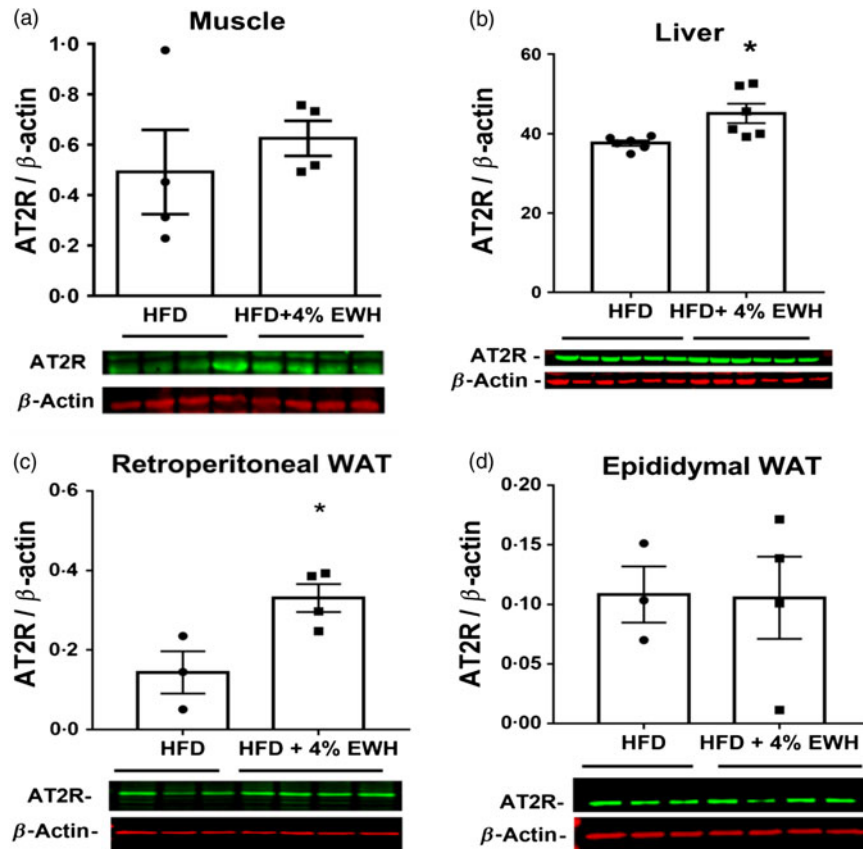 (a)
Muscle
AT2R / β-actin
1·0
0·8
0·6
0·4
0·2
0·0
HFD
HFD+4% EWH
AT2R
β-Actin
(b)
Liver
*
AT2R / β-actin
60
40
20
0
HFD
HFD+ 4% EWH
AT2R -
β-Actin -
(c)
Retroperitoneal WAT
*
AT2R / β-actin
0·6
0·4
0·2
0·0
HFD
HFD + 4% EWH
AT2R-
β-Actin-
(d)
Epididymal WAT
AT2R / β-actin
0·20
0·15
0·10
0·05
0·00
HFD
HFD + 4% EWH
AT2R-
β-Actin-